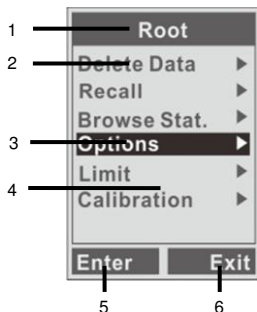 1 Root
2 Delete Data
Recall
Browse Stat.
3 Options
4 Limit
Calibration
Enter Exit
5 6